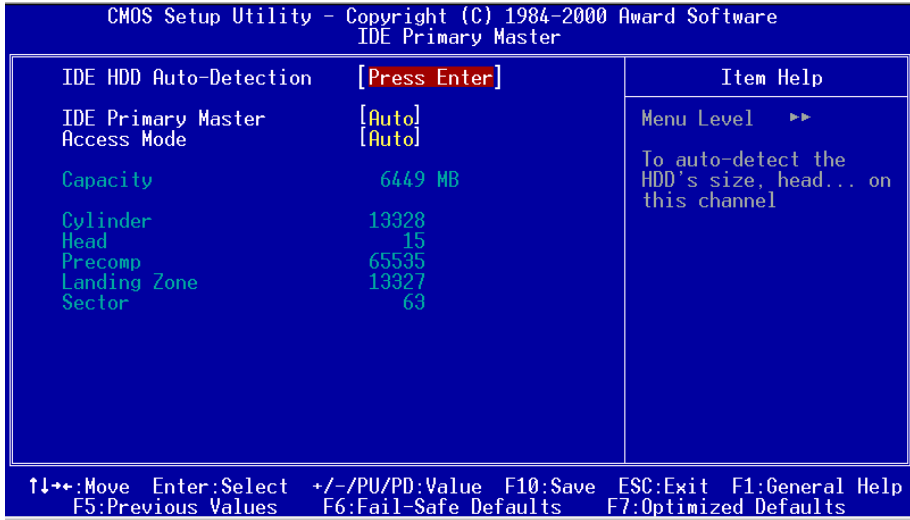 CMOS Setup Utility – Copyright (C) 1984–2000 Award Software
IDE Primary Master
IDE HDD Auto-Detection [Press Enter]
IDE Primary Master [Auto]
Access Mode [Auto]
Capacity 6449 MB
Cylinder 13328
Head 15
Precomp 65535
Landing Zone 13327
Sector 63
Item Help
Menu Level ►►
To auto-detect the
HDD's size, head... on
this channel
↑↓→←:Move Enter:Select +/-/PU/PD:Value F10:Save ESC:Exit F1:General Help
F5:Previous Values F6:Fail-Safe Defaults F7:Optimized Defaults